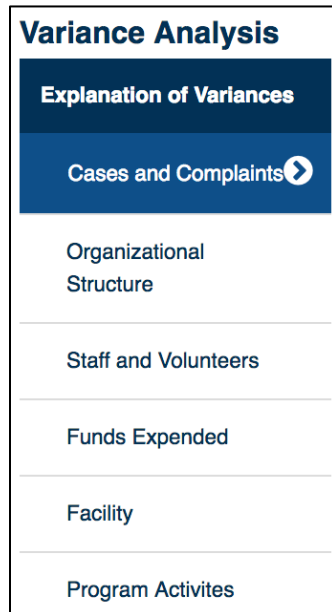 Variance Analysis
Explanation of Variances
Cases and Complaints
Organizational
Structure
Staff and Volunteers
Funds Expended
Facility
Program Activites